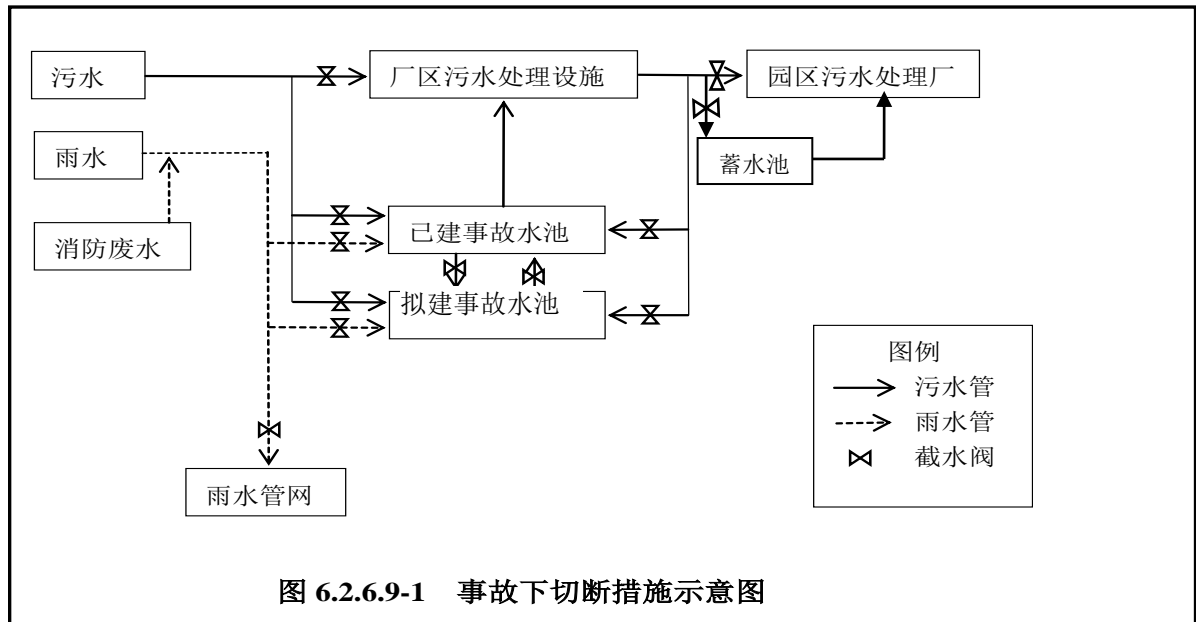 污水
厂区污水处理设施
园区污水处理厂
雨水
蓄水池
消防废水
已建事故水池
拟建事故水池
图例
污水管
雨水管
截水阀
雨水管网
图 6.2.6.9-1 事故下切断措施示意图